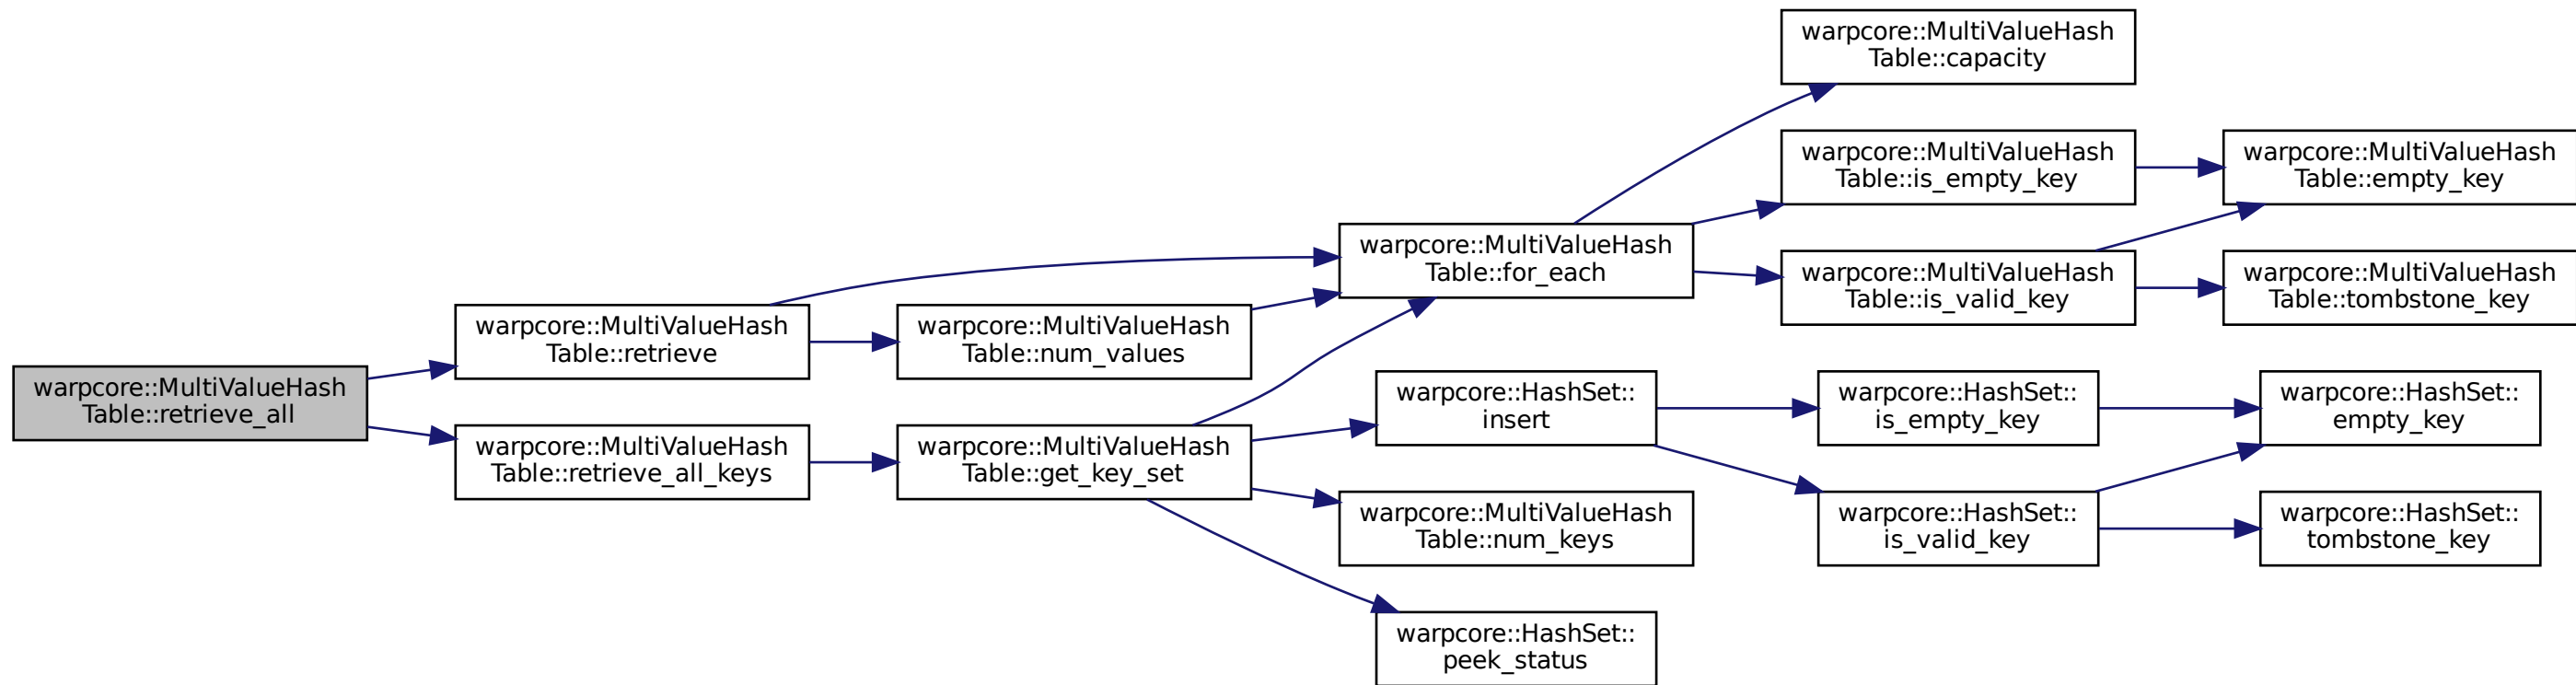 warpcore::MultiValueHash
Table::retrieve_all
warpcore::MultiValueHash
Table::retrieve
warpcore::MultiValueHash
Table::retrieve_all_keys
warpcore::MultiValueHash
Table::num_values
warpcore::MultiValueHash
Table::get_key_set
warpcore::MultiValueHash
Table::for_each
warpcore::HashSet::
insert
warpcore::MultiValueHash
Table::num_keys
warpcore::HashSet::
peek_status
warpcore::MultiValueHash
Table::capacity
warpcore::MultiValueHash
Table::is_empty_key
warpcore::MultiValueHash
Table::is_valid_key
warpcore::HashSet::
is_empty_key
warpcore::HashSet::
is_valid_key
warpcore::MultiValueHash
Table::empty_key
warpcore::MultiValueHash
Table::tombstone_key
warpcore::HashSet::
empty_key
warpcore::HashSet::
tombstone_key